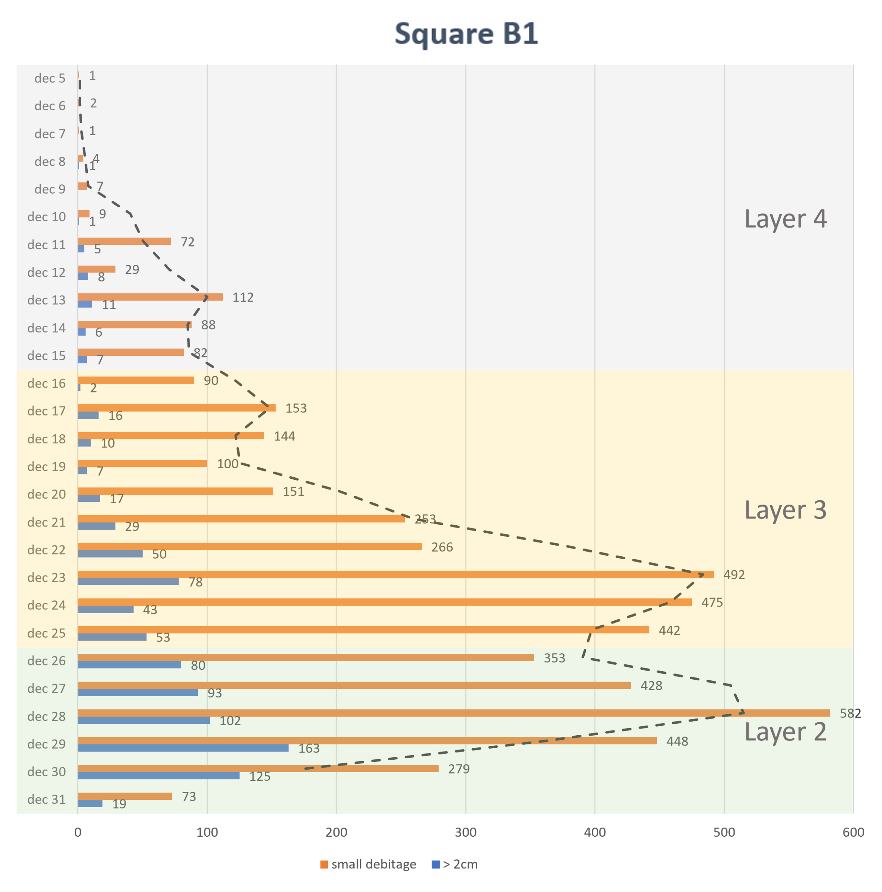 Square B1
dec 5 1
dec 6 2
dec 7 1
dec 8 4
1
dec 9 7
dec 10 9
1
Layer 4
dec 11 72
5
dec 12 29
8
dec 13 112
11
dec 14 88
6
dec 15 82
7
dec 16 90
2
dec 17 153
16
dec 18 144
10
dec 19 100
7
dec 20 151
17
Layer 3
dec 21 253
29
dec 22 266
50
dec 23 492
78
dec 24 475
43
dec 25 442
53
dec 26 353
80
dec 27 428
93
dec 28 582
102
Layer 2
dec 29 448
163
dec 30 279
125
dec 31 73
19
0 100 200 300 400 500 600
small debitage > 2cm